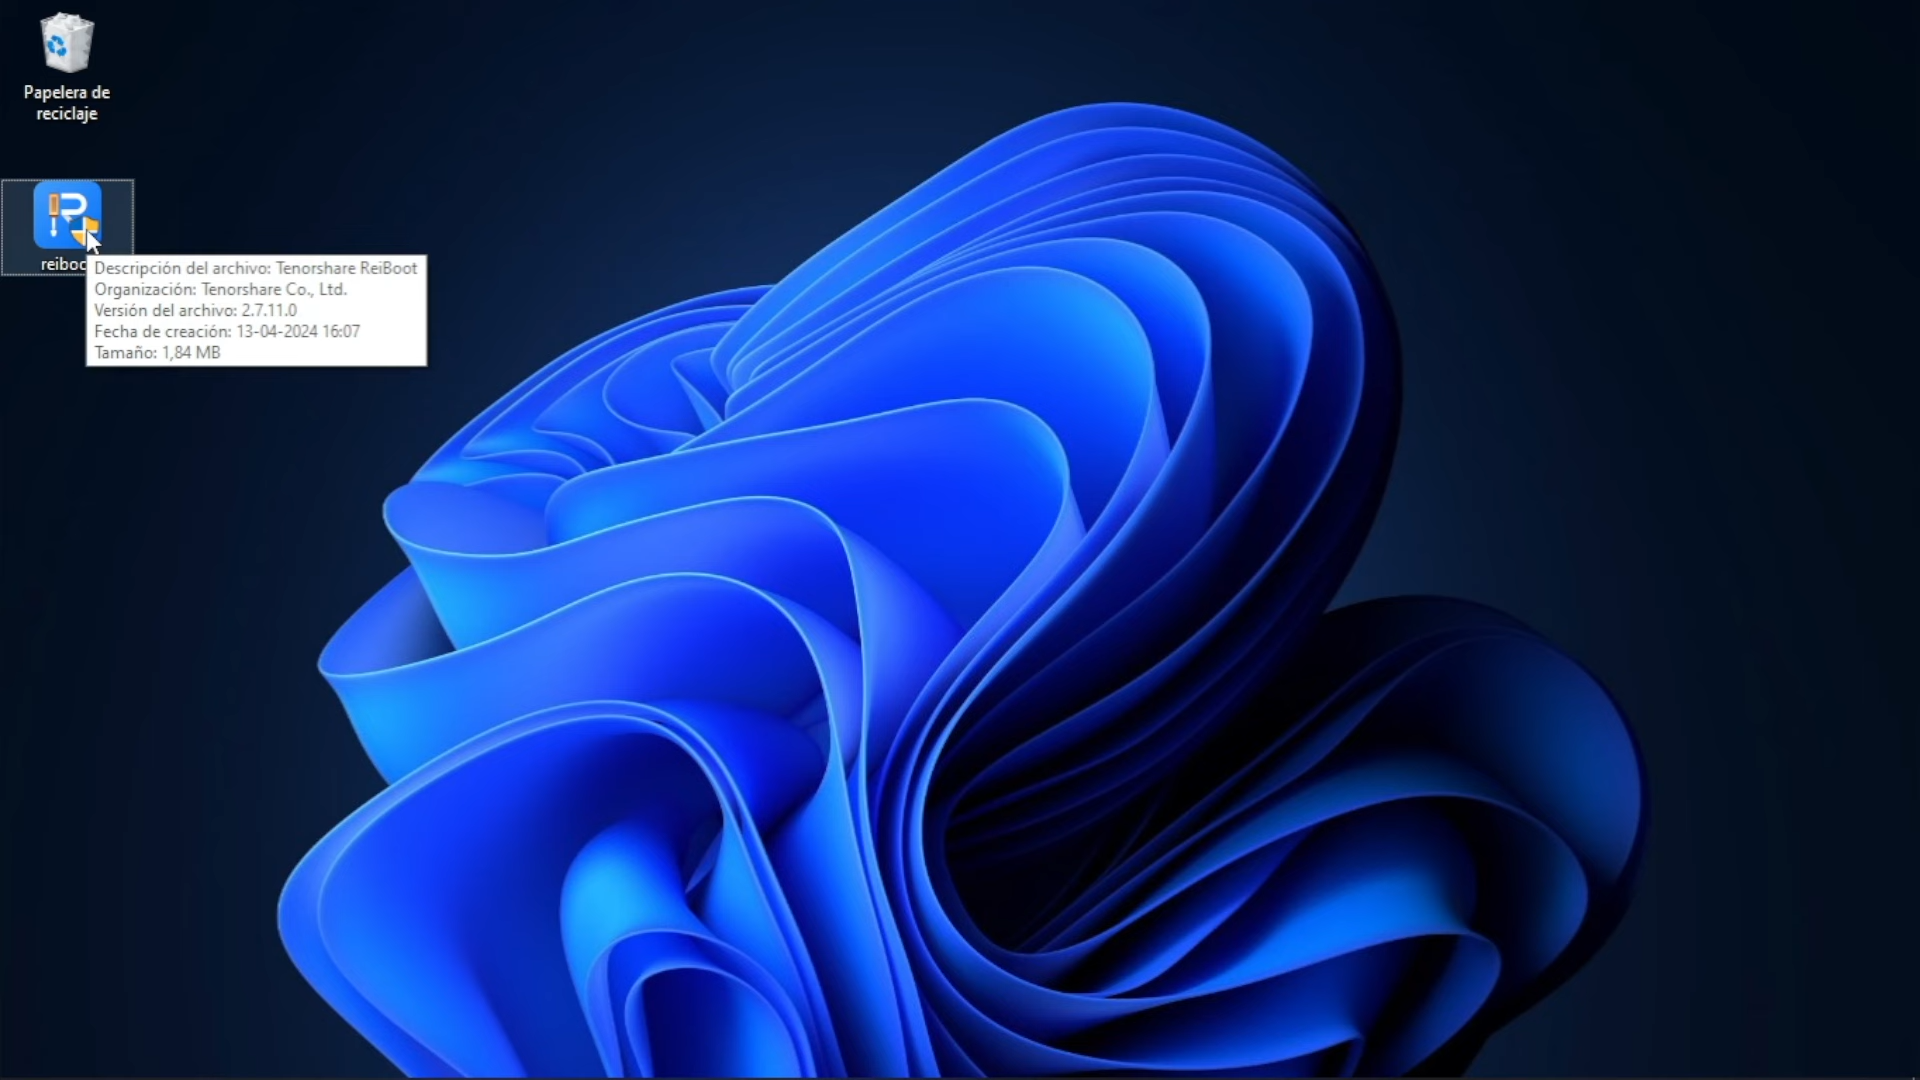 Papelera de
reciclaje
Descripción del archivo: Tenorshare ReiBoot
Organización: Tenorshare Co., Ltd.
Versión del archivo: 2.7.11.0
Fecha de creación: 13-04-2024 16:07
Tamaño: 1,84 MB